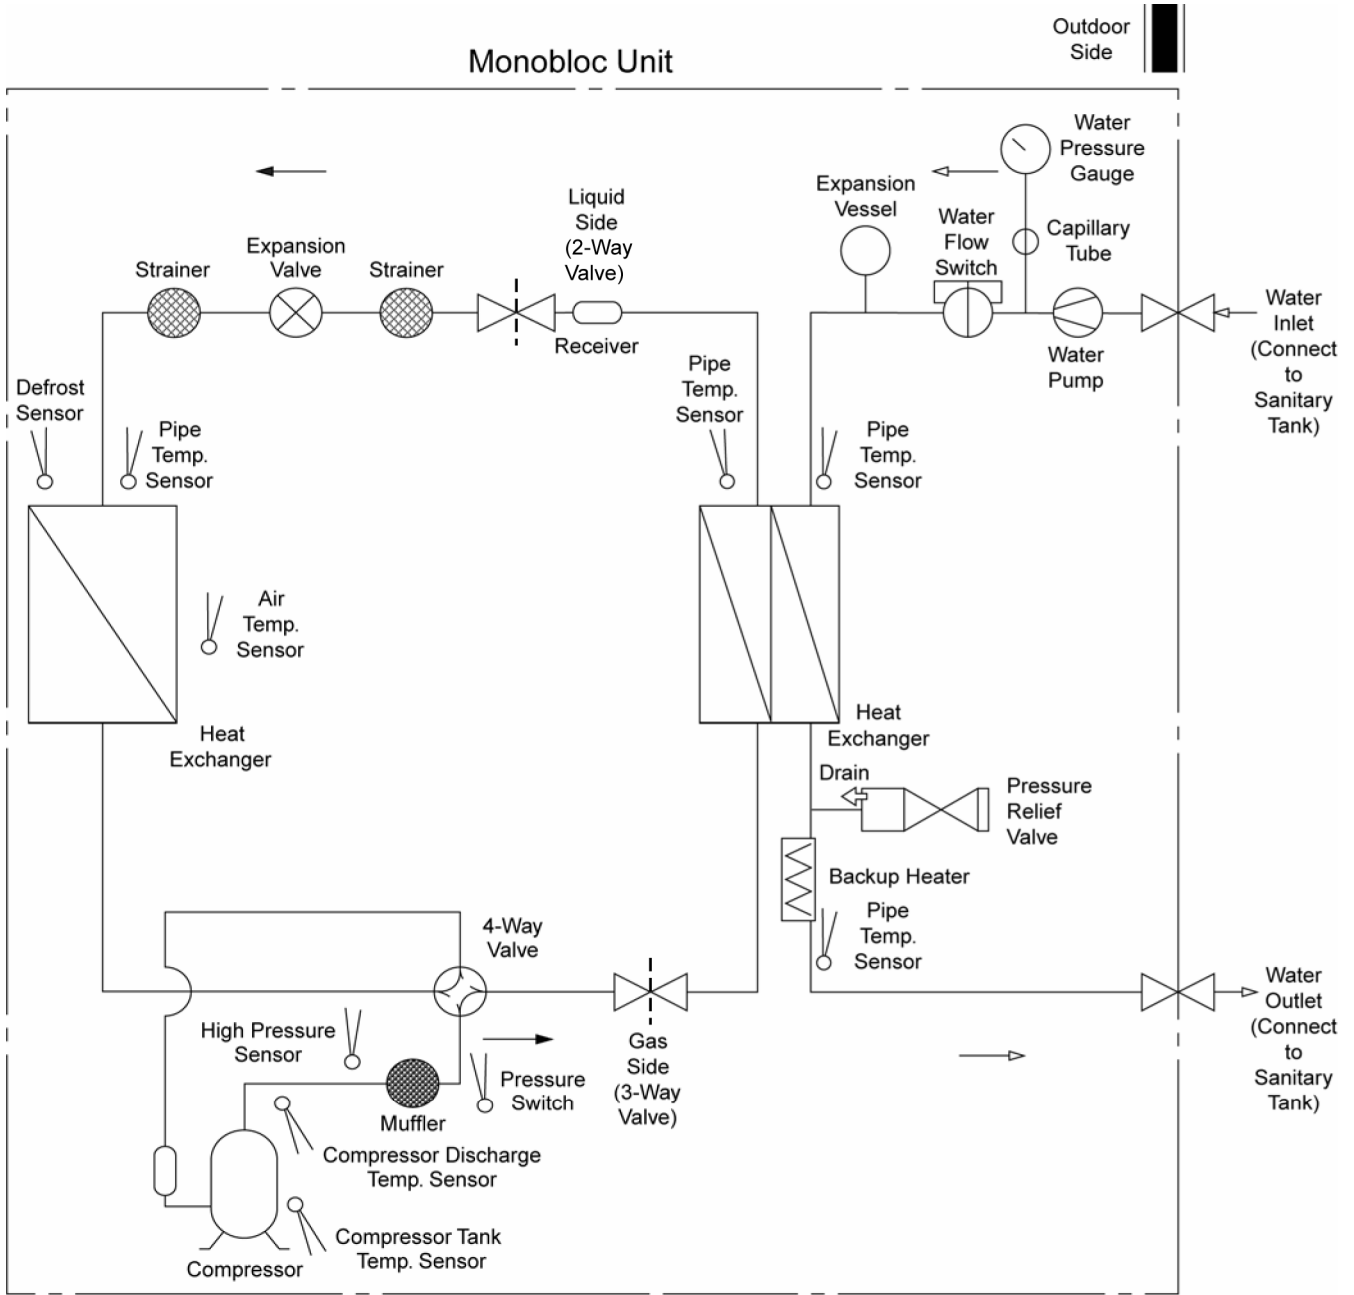 Outdoor
Side
Monobloc Unit
Water
Pressure
Gauge
Expansion
Vessel
Water
Flow
Switch
Capillary
Tube
Liquid
Side
(2-Way
Valve)
Strainer
Expansion
Valve
Strainer
Receiver
Water
Pump
Water
Inlet
(Connect
to
Sanitary
Tank)
Defrost
Sensor
Pipe
Temp.
Sensor
Pipe
Temp.
Sensor
Pipe
Temp.
Sensor
Air
Temp.
Sensor
Heat
Exchanger
Heat
Exchanger
Drain
Pressure
Relief
Valve
Backup Heater
Pipe
Temp.
Sensor
4-Way
Valve
Water
Outlet
(Connect
to
Sanitary
Tank)
High Pressure
Sensor
Gas
Side
(3-Way
Valve)
Pressure
Switch
Muffler
Compressor Discharge
Temp. Sensor
Compressor Tank
Temp. Sensor
Compressor